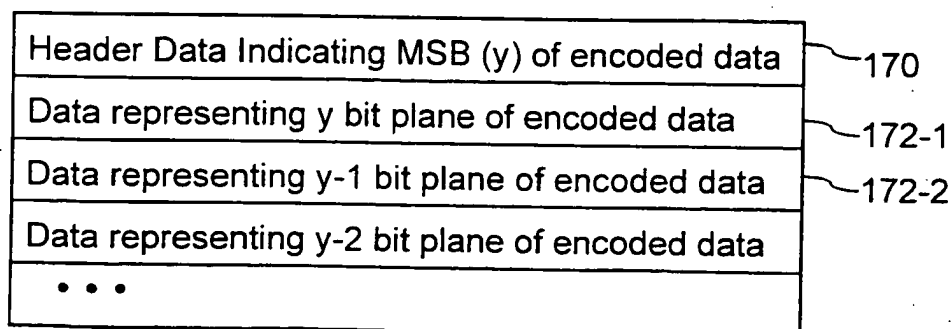 Header Data Indicating MSB (y) of encoded data 170
Data representing y bit plane of encoded data 172-1
Data representing y-1 bit plane of encoded data 172-2
Data representing y-2 bit plane of encoded data
• • •